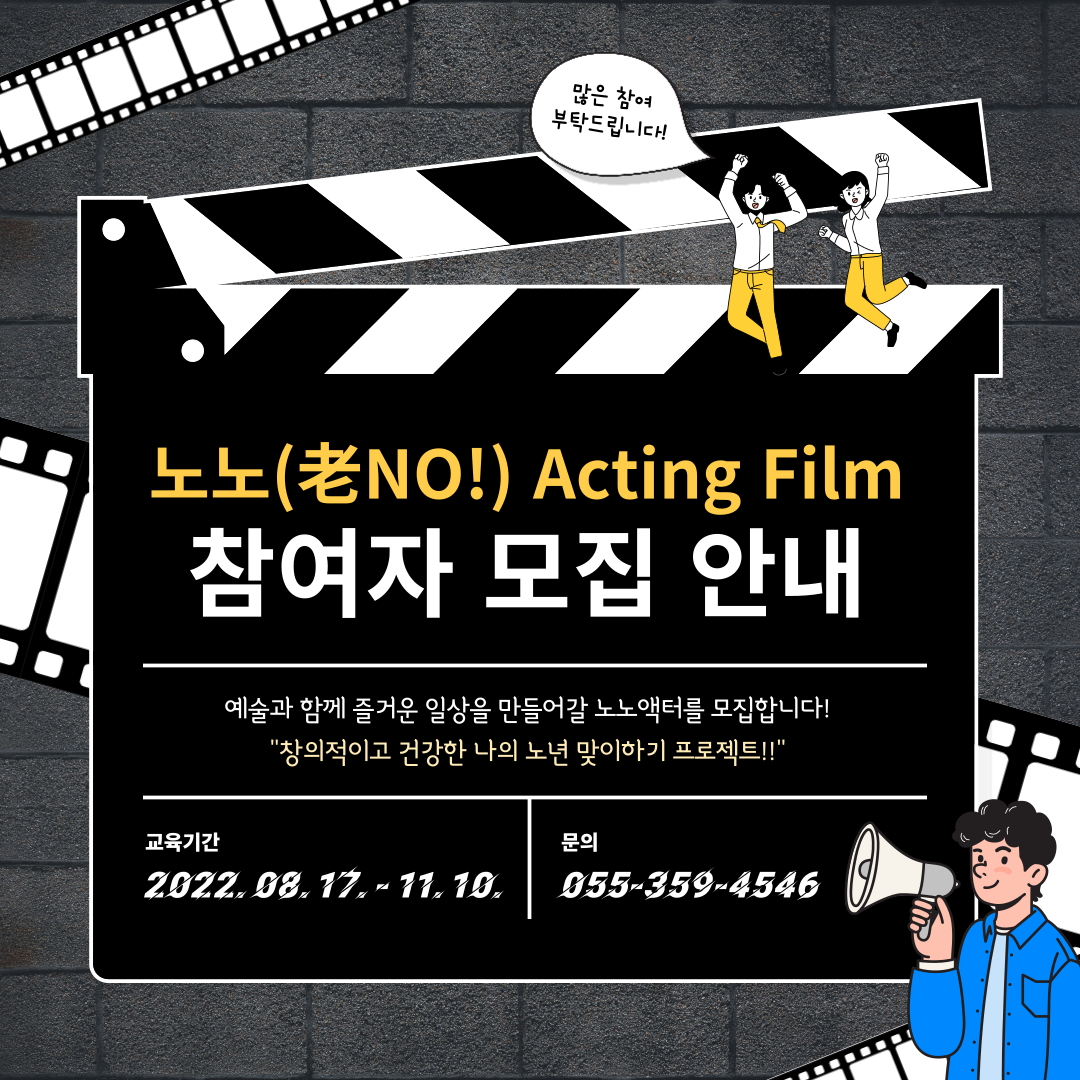 많은 참여
부탁드립니다!
노노(老NO!) Acting Film
참여자 모집 안내
예술과 함께 즐거운 일상을 만들어갈 노노액터를 모집합니다!
"창의적이고 건강한 나의 노년 맞이하기 프로젝트!!"
교육기간
2022. 08. 17. - 11. 10.
문의
055-359-4546